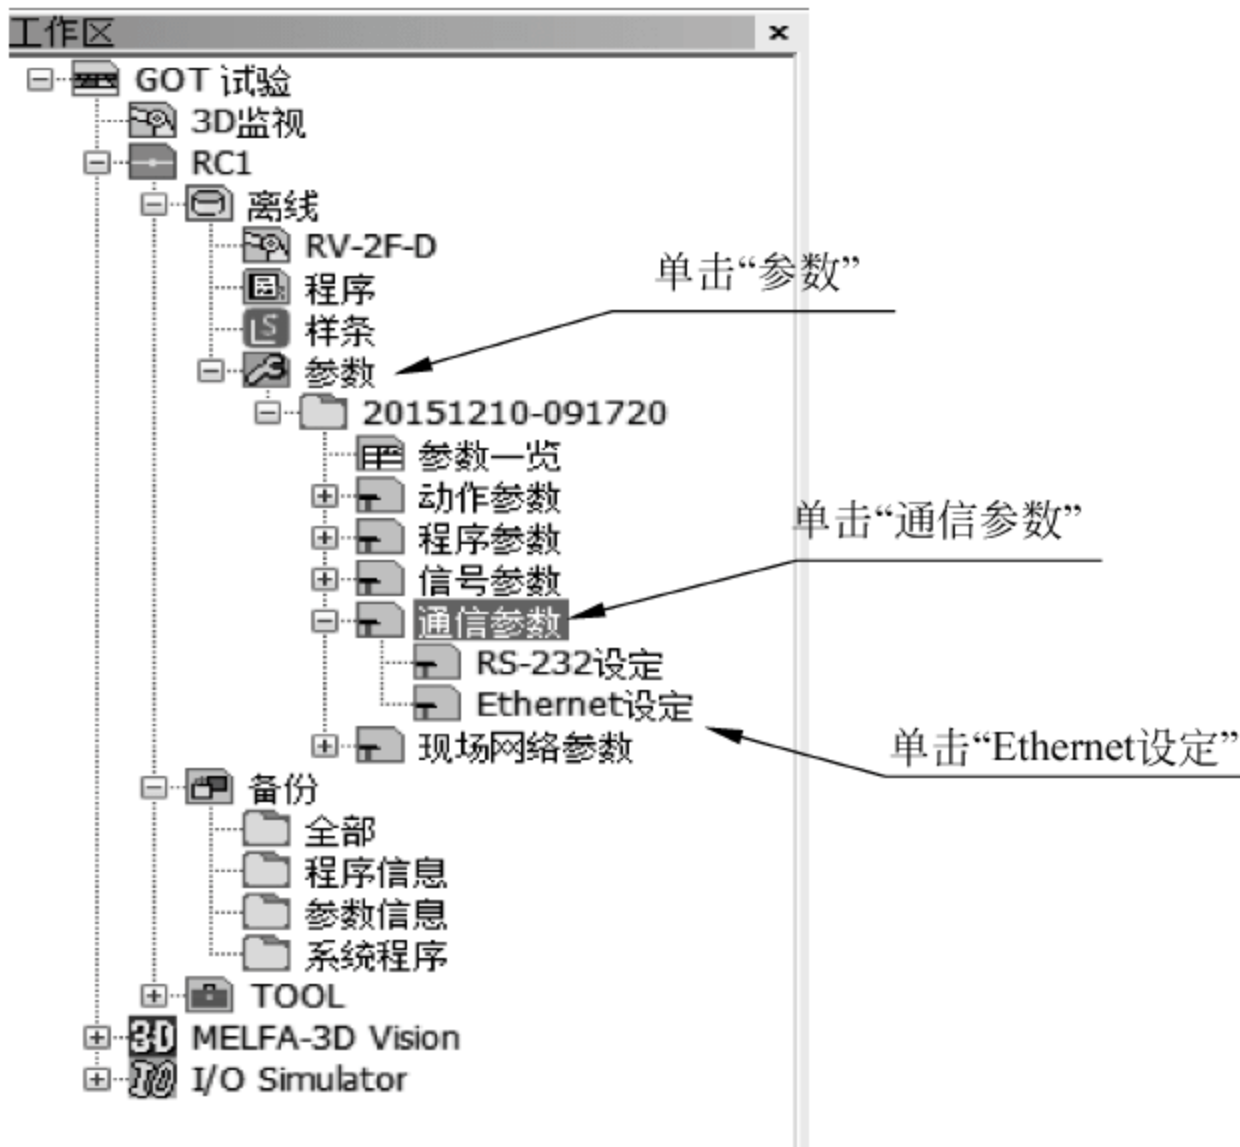 工作区
GOT 试验
3D监视
RC1
离线
RV-2F-D
单击“参数”
程序
样条
参数
20151210-091720
参数一览
动作参数
单击“通信参数”
程序参数
信号参数
通信参数
RS-232设定
Ethernet设定
单击“Ethernet设定”
现场网络参数
备份
全部
程序信息
参数信息
系统程序
TOOL
3D MELFA-3D Vision
IO I/O Simulator